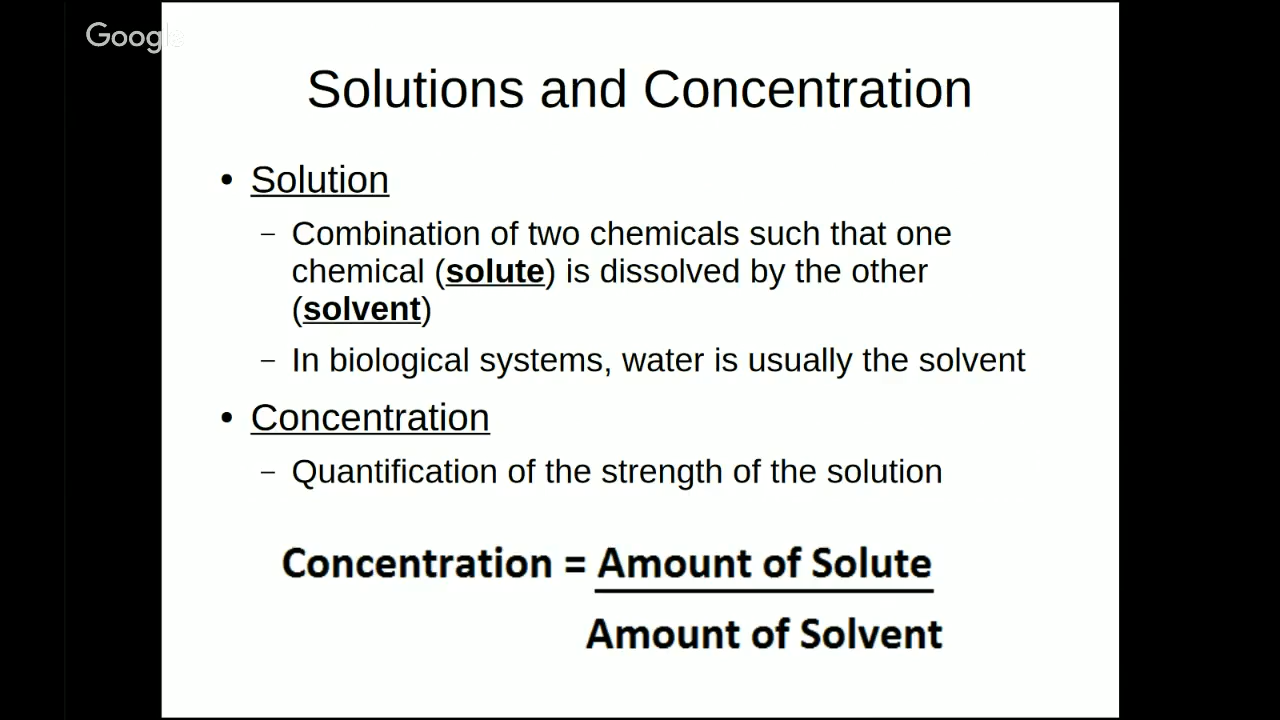 Google
Solutions and Concentration
• Solution
– Combination of two chemicals such that one
chemical (solute) is dissolved by the other
(solvent)
– In biological systems, water is usually the solvent
• Concentration
– Quantification of the strength of the solution
Concentration = Amount of Solute
Amount of Solvent